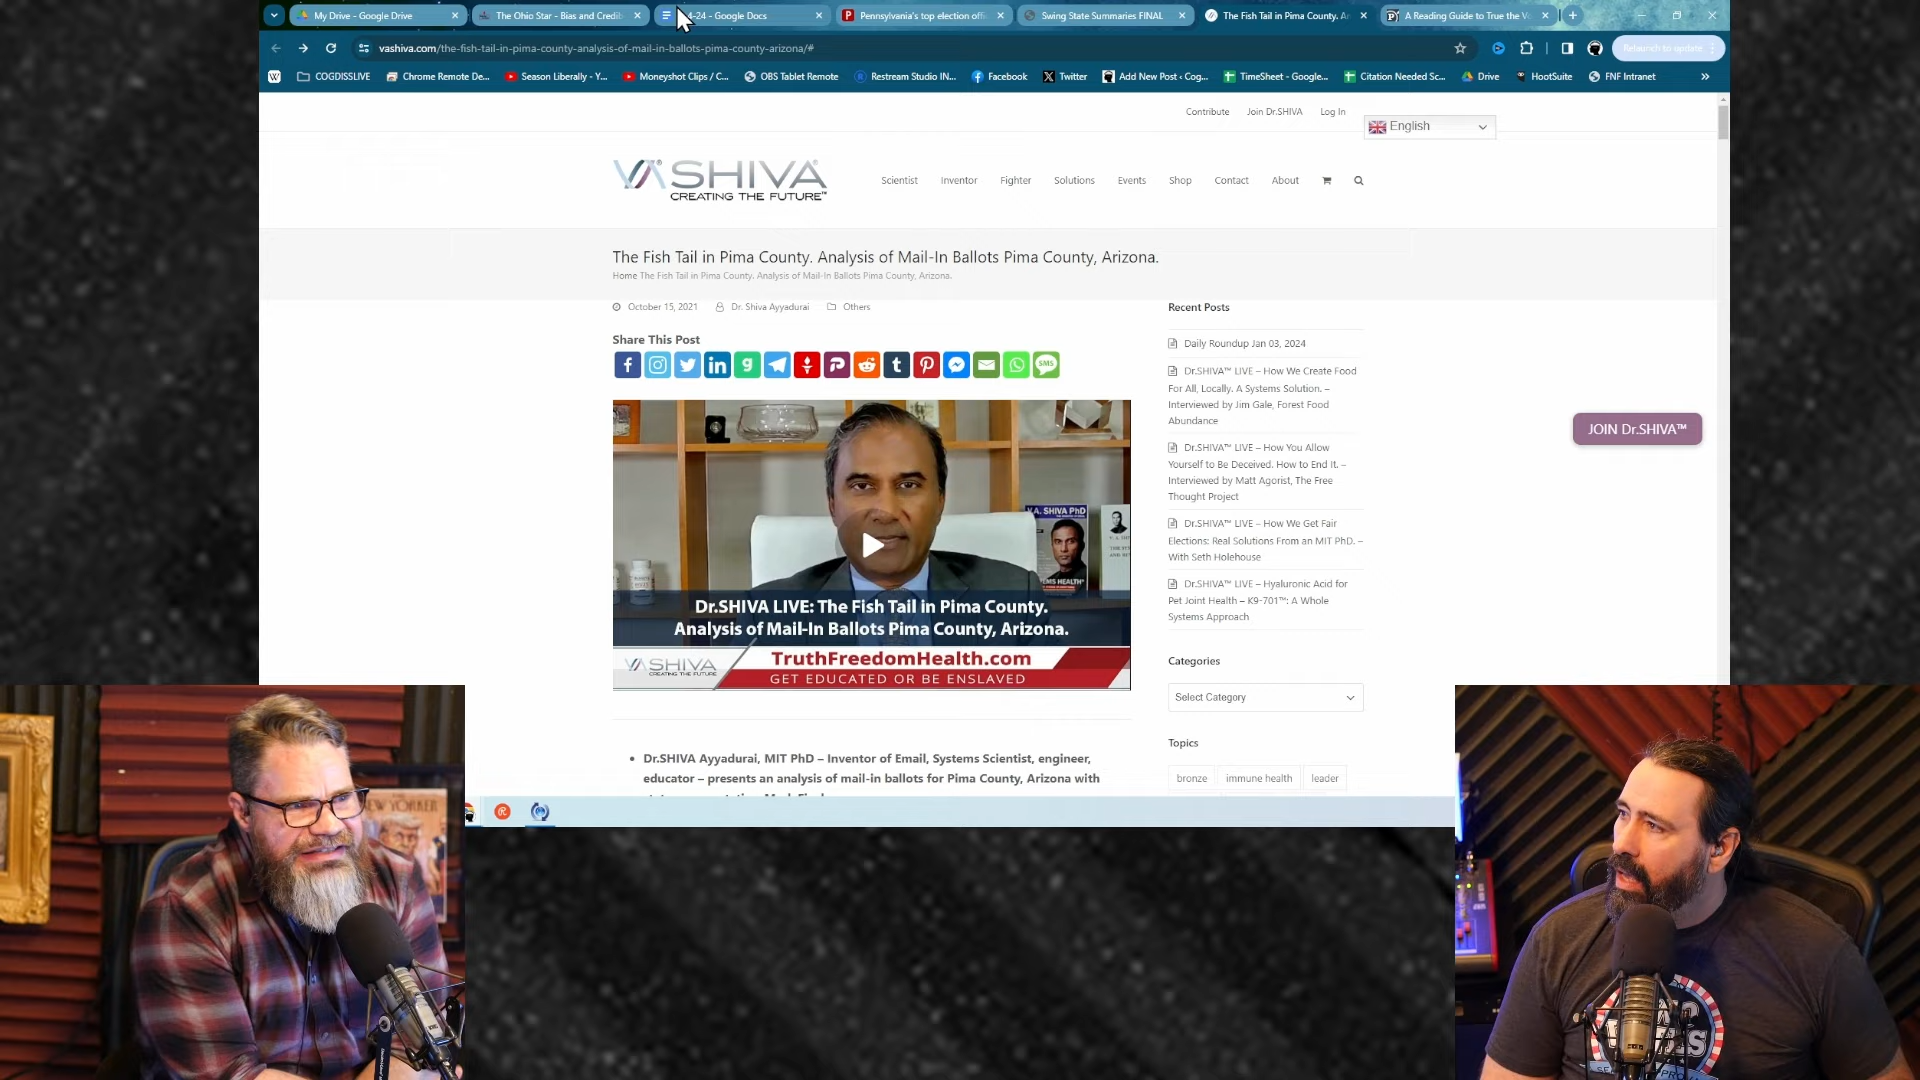 My Drive - Google Drive
The Ohio Star - Bias and Credib
4-24 - Google Docs
Pennsylvania's top election offi
Swing State Summaries FINAL
The Fish Tail in Pima County. An
A Reading Guide to True the V
vashiva.com/the-fish-tail-in-pima-county-analysis-of-mail-in-ballots-pima-county-arizona/#
Relaunch to update
W
COGDISSLIVE
Chrome Remote De...
Season Liberally - Y...
Moneyshot Clips / C...
OBS Tablet Remote
Restream Studio IN...
Facebook
Twitter
Add New Post ‹ Cog...
TimeSheet - Google...
Citation Needed Sc...
Drive
HootSuite
FNF Intranet
»
Contribute
Join Dr.SHIVA
Log In
English
VASHIVA
CREATING THE FUTURE™
Scientist
Inventor
Fighter
Solutions
Events
Shop
Contact
About
The Fish Tail in Pima County. Analysis of Mail-In Ballots Pima County, Arizona.
Home The Fish Tail in Pima County. Analysis of Mail-In Ballots Pima County, Arizona.
October 15, 2021
Dr. Shiva Ayyadurai
Others
Share This Post
SMS
V.A. SHIVA PhD
Dr.SHIVA LIVE: The Fish Tail in Pima County.
Analysis of Mail-In Ballots Pima County, Arizona.
VASHIVA
CREATING THE FUTURE
TruthFreedomHealth.com
GET EDUCATED OR BE ENSLAVED
Dr.SHIVA Ayyadurai, MIT PhD – Inventor of Email, Systems Scientist, engineer,
educator – presents an analysis of mail-in ballots for Pima County, Arizona with
Recent Posts
Daily Roundup Jan 03, 2024
Dr.SHIVA™ LIVE – How We Create Food
For All, Locally. A Systems Solution. –
Interviewed by Jim Gale, Forest Food
Abundance
Dr.SHIVA™ LIVE – How You Allow
Yourself to Be Deceived. How to End It. –
Interviewed by Matt Agorist, The Free
Thought Project
Dr.SHIVA™ LIVE – How We Get Fair
Elections: Real Solutions From an MIT PhD. –
With Seth Holehouse
Dr.SHIVA™ LIVE – Hyaluronic Acid for
Pet Joint Health – K9-701™: A Whole
Systems Approach
Categories
Select Category
Topics
bronze
immune health
leader
JOIN Dr.SHIVA™
NEW YORKER